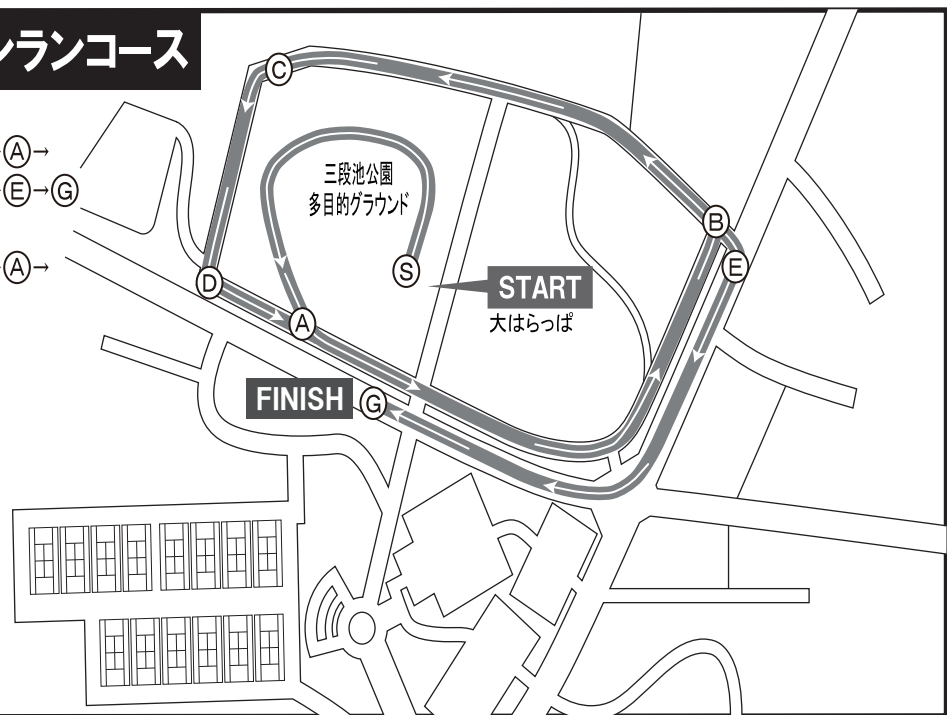 ンランコース
Ⓐ→
Ⓔ→Ⓖ
Ⓐ→
Ⓒ
三段池公園
多目的グラウンド
Ⓑ
Ⓔ
Ⓢ
Ⓓ
START
大はらっぱ
Ⓐ
FINISH
Ⓖ